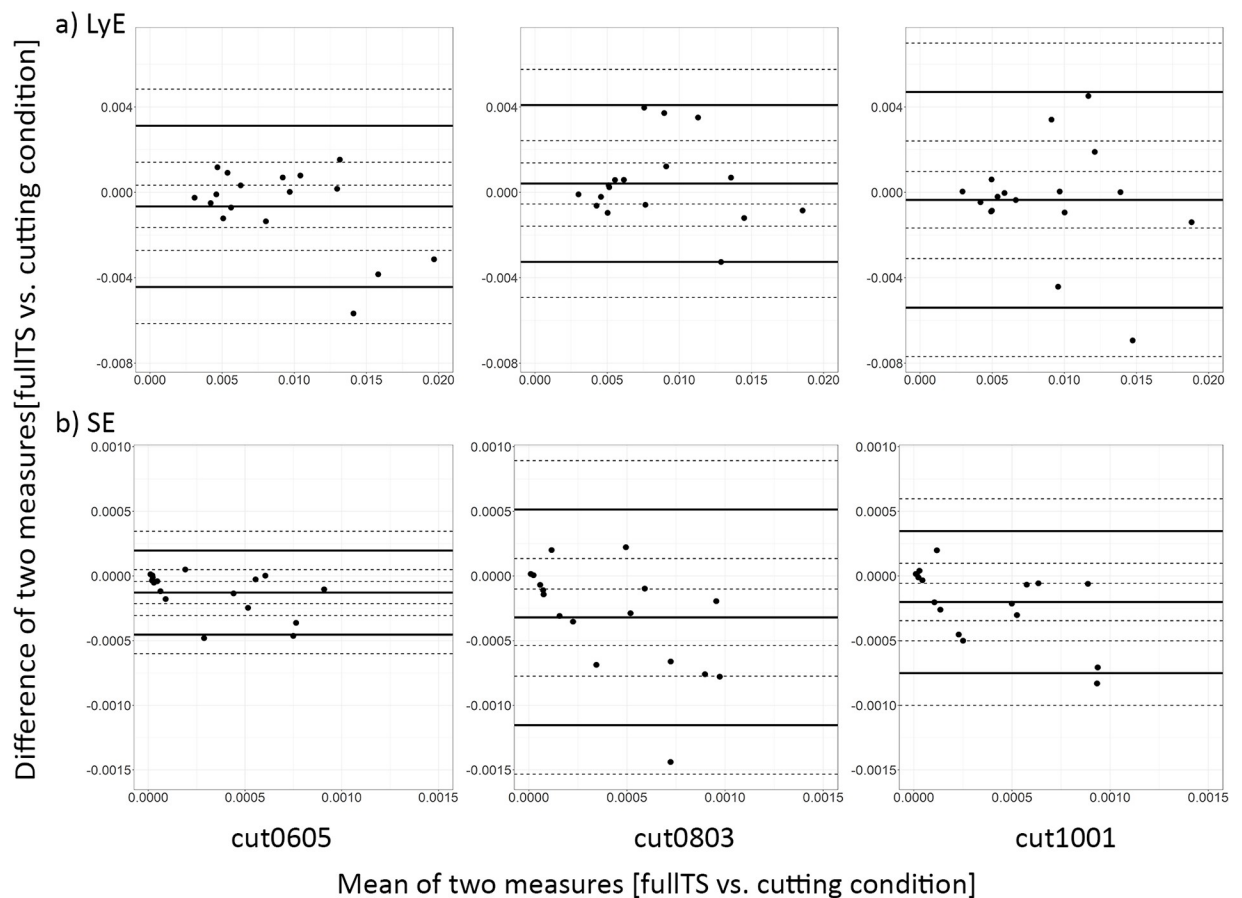 a) LyE
Difference of two measures[fullTS vs. cutting condition]
0.004
0.000
-0.004
-0.008
0.000 0.005 0.010 0.015 0.020
0.004
0.000
-0.004
-0.008
0.000 0.005 0.010 0.015 0.020
0.004
0.000
-0.004
-0.008
0.000 0.005 0.010 0.015 0.020
b) SE
0.0010
0.0005
0.0000
-0.0005
-0.0010
-0.0015
0.0000 0.0005 0.0010 0.0015
0.0010
0.0005
0.0000
-0.0005
-0.0010
-0.0015
0.0000 0.0005 0.0010 0.0015
0.0010
0.0005
0.0000
-0.0005
-0.0010
-0.0015
0.0000 0.0005 0.0010 0.0015
cut0605 cut0803 cut1001
Mean of two measures [fullTS vs. cutting condition]